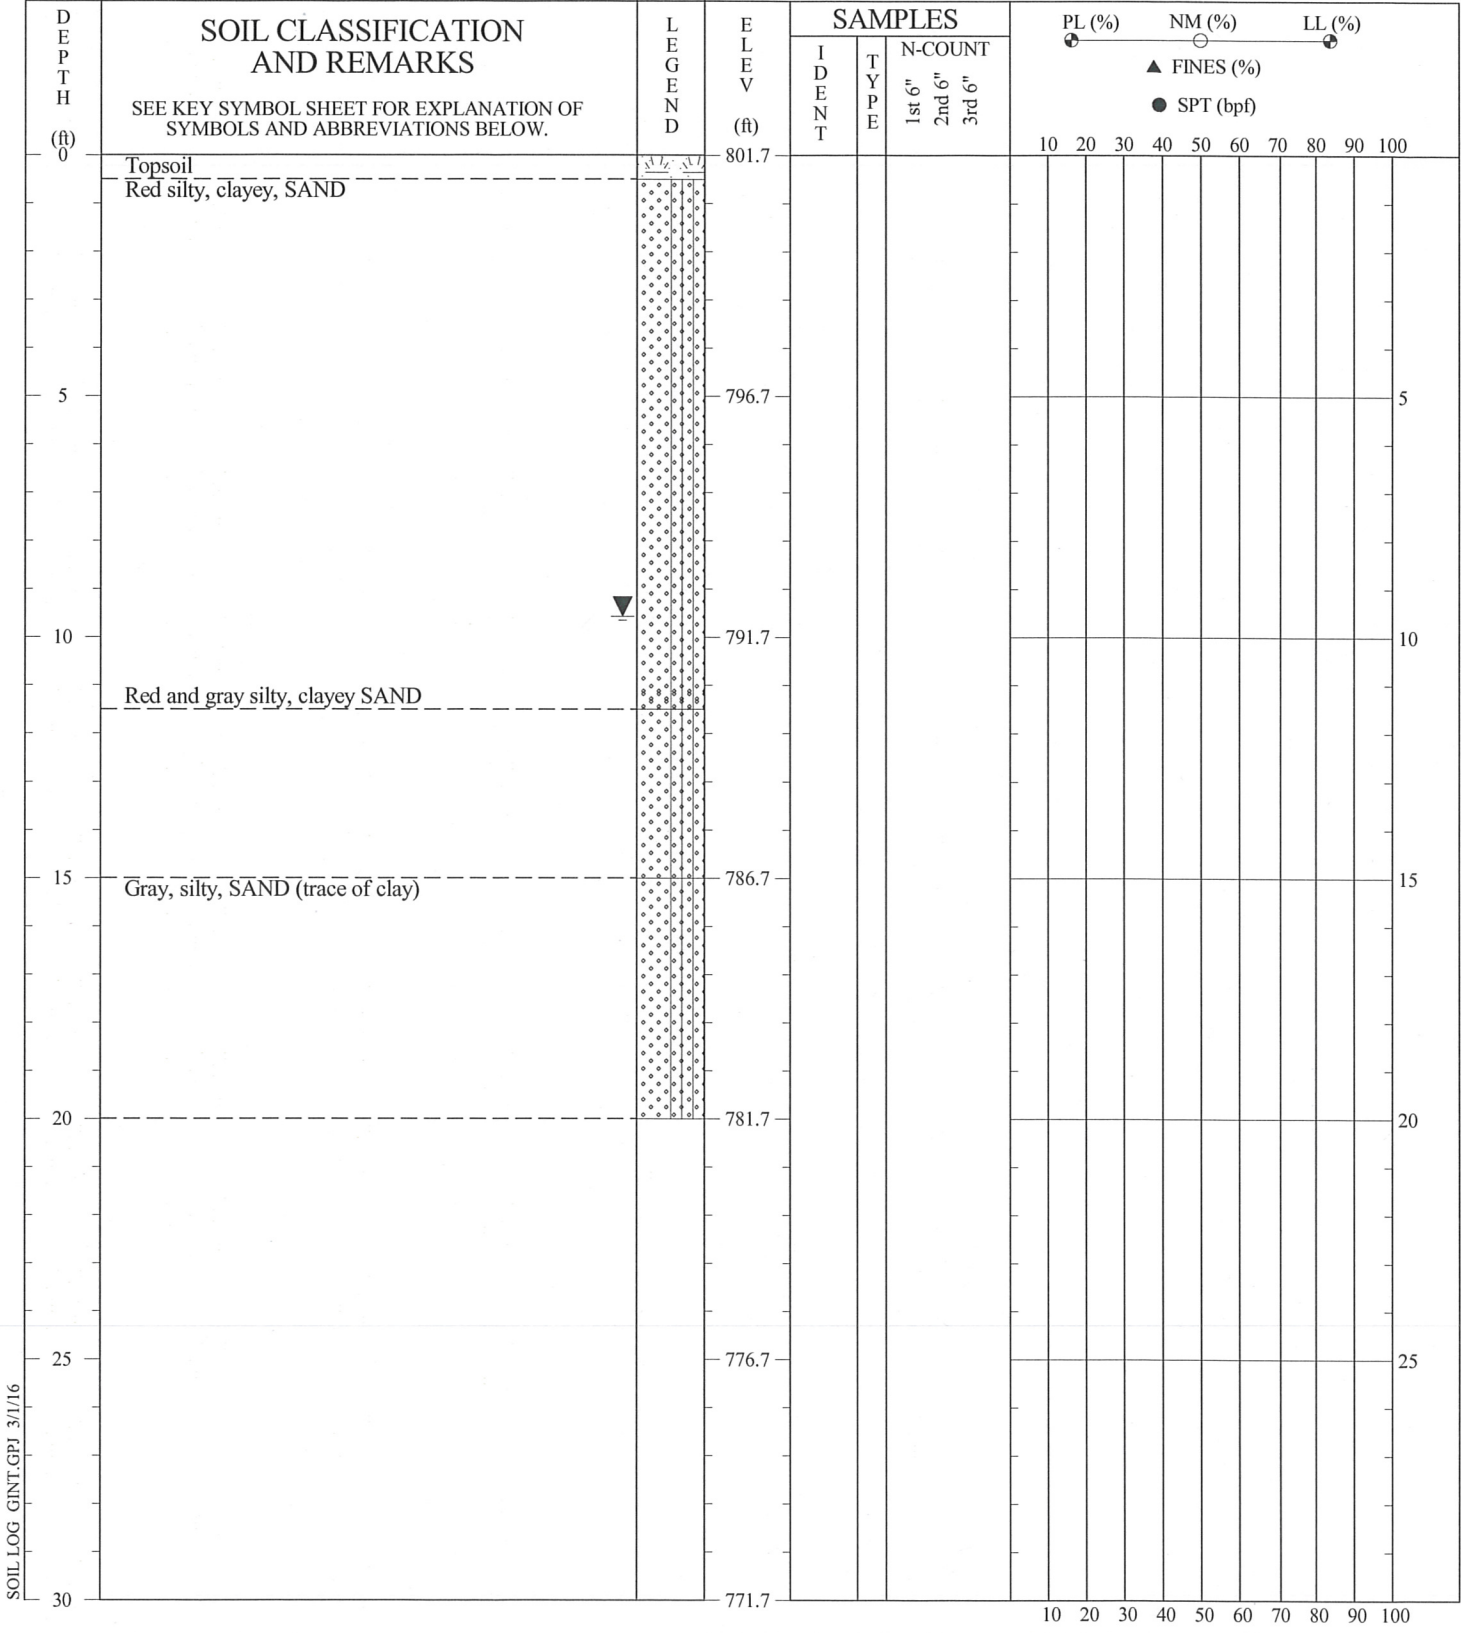 DEPTH
(ft)
SOIL CLASSIFICATION
AND REMARKS
SEE KEY SYMBOL SHEET FOR EXPLANATION OF
SYMBOLS AND ABBREVIATIONS BELOW.
LEGEND
ELEV
(ft)
SAMPLES
IDENT
TYPE
N-COUNT
1st 6"
2nd 6"
3rd 6"
PL (%) NM (%) LL (%)
▲ FINES (%)
● SPT (bpf)
10 20 30 40 50 60 70 80 90 100
0 801.7
Topsoil
Red silty, clayey, SAND
5 796.7 5
10 791.7 10
Red and gray silty, clayey SAND
15 786.7 15
Gray, silty, SAND (trace of clay)
20 781.7 20
25 776.7 25
30 771.7
10 20 30 40 50 60 70 80 90 100
SOIL LOG GINT.GPJ 3/1/16